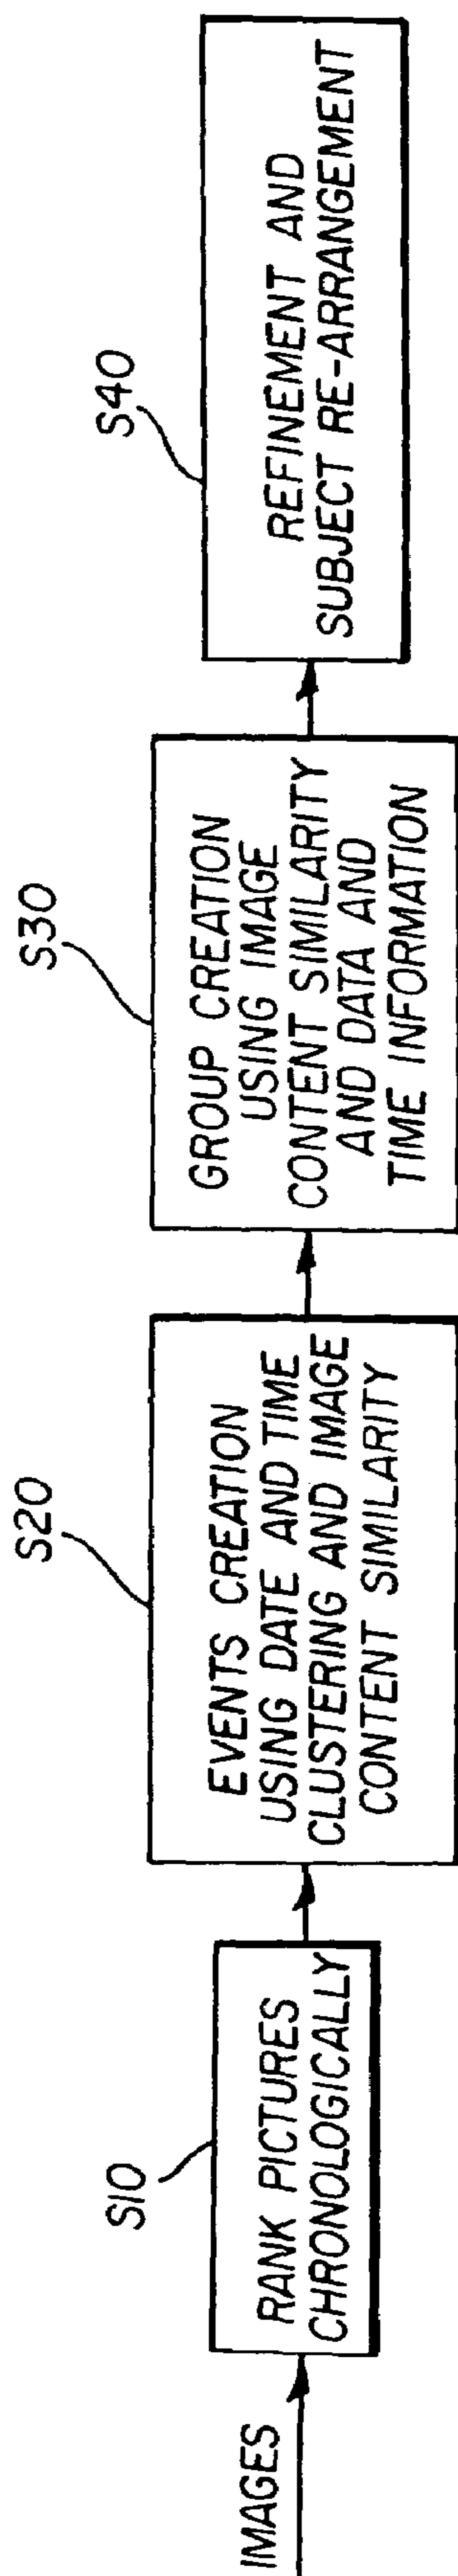 IMAGES
S10
RANK PICTURES
CHRONOLOGICALLY
S20
EVENTS CREATION
USING DATE AND TIME
CLUSTERING AND IMAGE
CONTENT SIMILARITY
S30
GROUP CREATION
USING IMAGE
CONTENT SIMILARITY
AND DATA AND
TIME INFORMATION
S40
REFINEMENT AND
SUBJECT RE-ARRANGEMENT